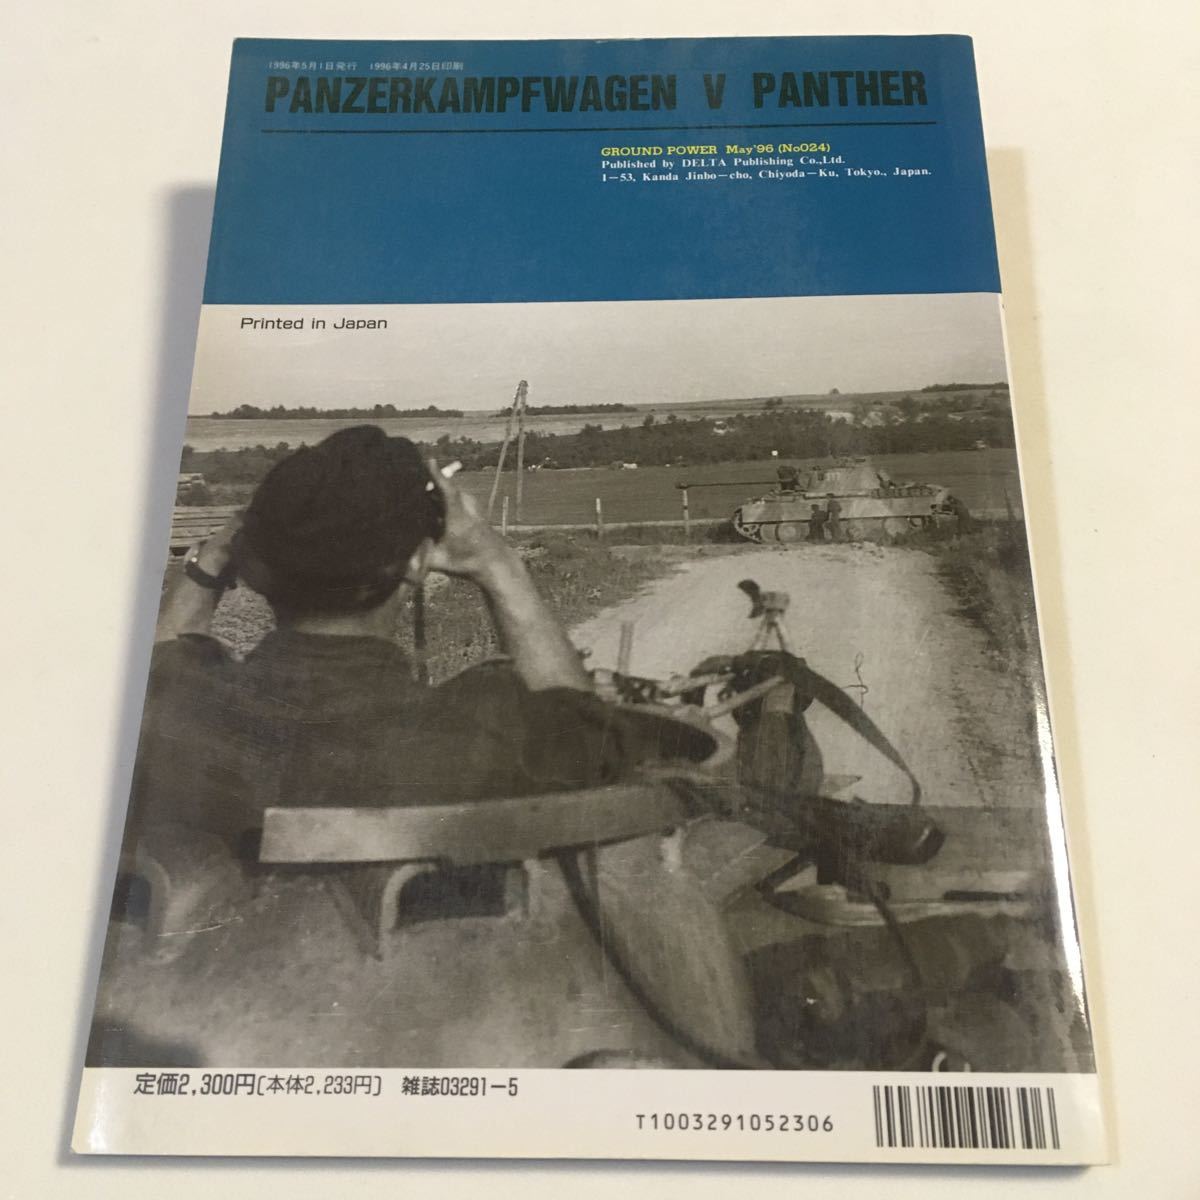 1996年5月1日発行 1996年4月25日印刷
PANZERKAMPFWAGEN V PANTHER
GROUND POWER May'96 (No024)
Published by DELTA Publishing Co.,Ltd.
1−53, Kanda Jinbo−cho, Chiyoda−Ku, Tokyo., Japan.
Printed in Japan
定価2,300円〔本体2,233円〕 雑誌03291−5
T1003291052306